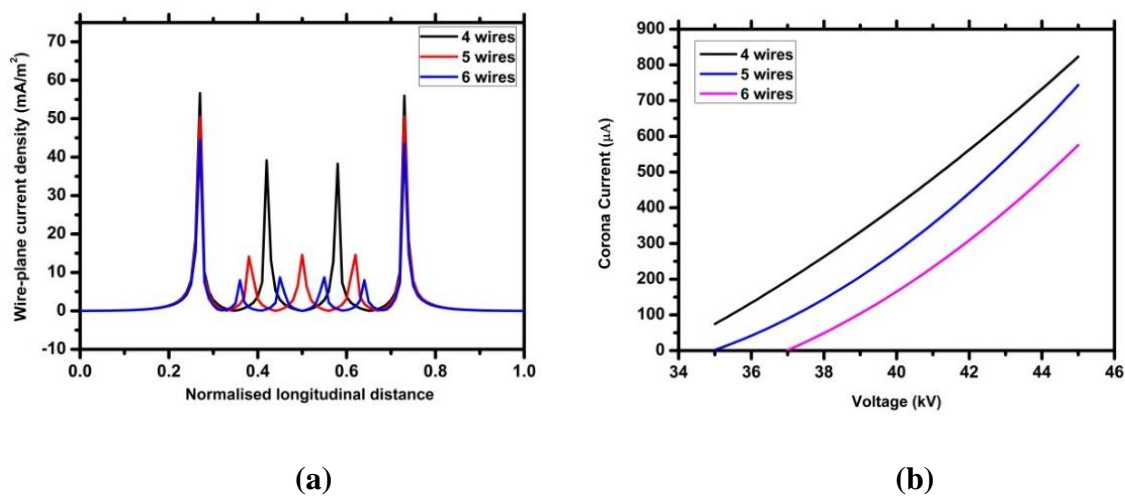 75
70
60
50
40
30
20
10
0
-10
Wire-plane current density (mA/m²)
0.0 0.2 0.4 0.6 0.8 1.0
Normalised longitudinal distance
4 wires
5 wires
6 wires
(a)
900
800
700
600
500
400
300
200
100
0
Corona Current (μA)
34 36 38 40 42 44 46
Voltage (kV)
4 wires
5 wires
6 wires
(b)